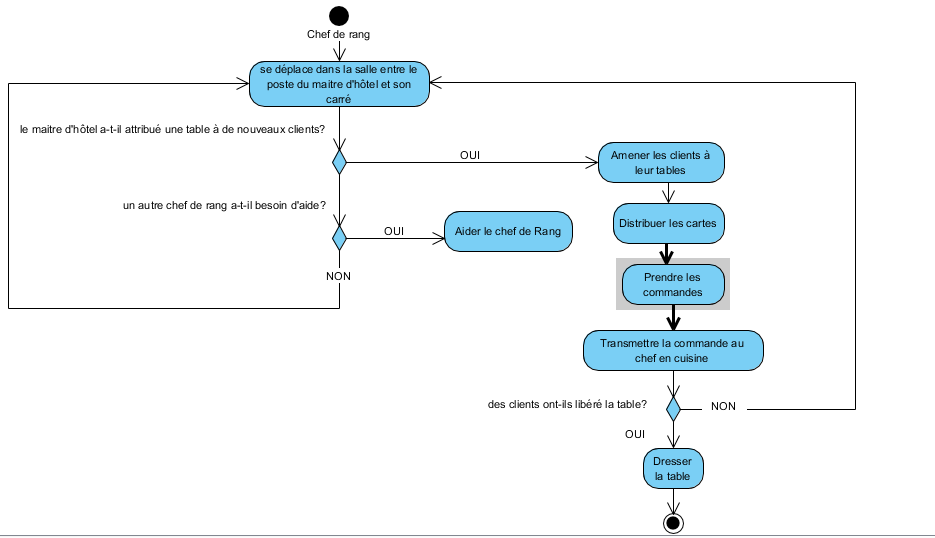 Chef de rang
se déplace dans la salle entre le
poste du maitre d'hôtel et son
carré
le maitre d'hôtel a-t-il attribué une table à de nouveaux clients?
OUI
Amener les clients à
leur tables
un autre chef de rang a-t-il besoin d'aide?
OUI
Aider le chef de Rang
Distribuer les cartes
NON
Prendre les
commandes
Transmettre la commande au
chef en cuisine
des clients ont-ils libéré la table?
NON
OUI
Dresser
la table